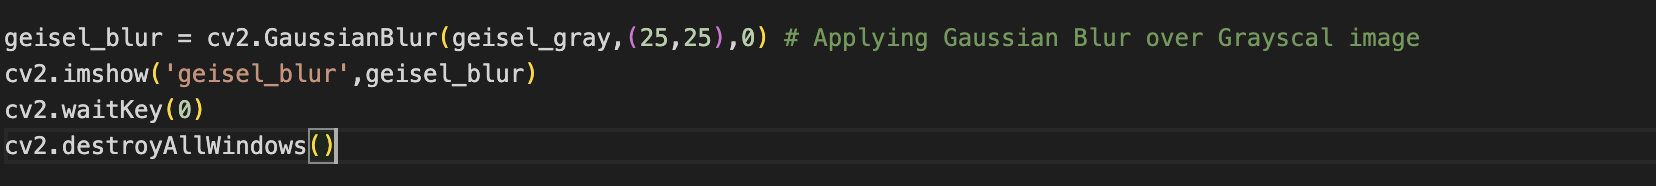 geisel_blur = cv2.GaussianBlur(geisel_gray,(25,25),0) # Applying Gaussian Blur over Grayscal image
cv2.imshow('geisel_blur',geisel_blur)
cv2.waitKey(0)
cv2.destroyAllWindows()